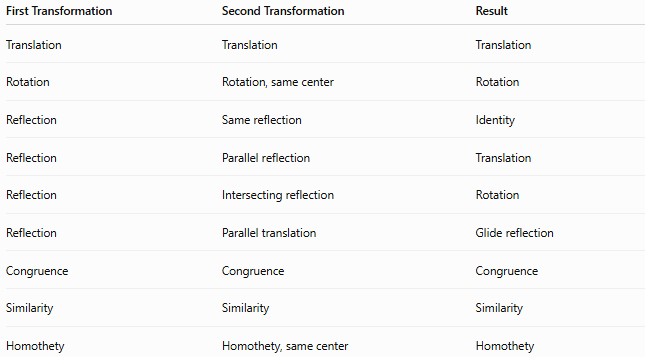 First Transformation Second Transformation Result
Translation Translation Translation
Rotation Rotation, same center Rotation
Reflection Same reflection Identity
Reflection Parallel reflection Translation
Reflection Intersecting reflection Rotation
Reflection Parallel translation Glide reflection
Congruence Congruence Congruence
Similarity Similarity Similarity
Homothety Homothety, same center Homothety